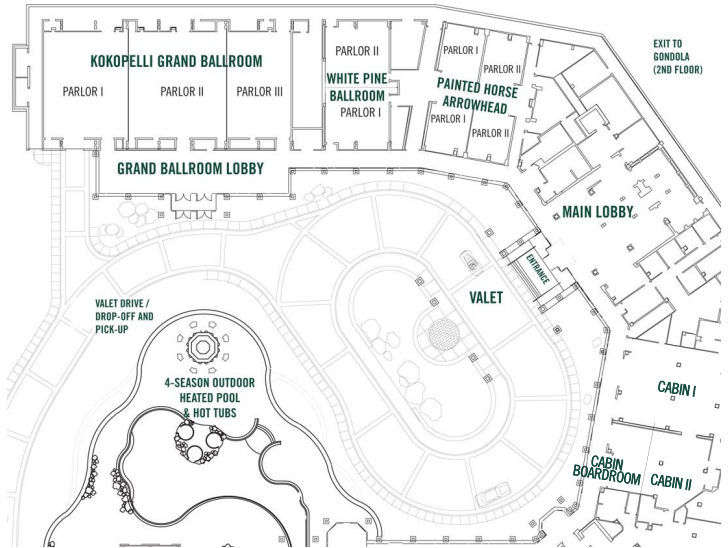 KOKOPELLI GRAND BALLROOM
PARLOR I
PARLOR II
PARLOR III
PARLOR II
WHITE PINE
BALLROOM
PARLOR I
PARLOR I
PARLOR II
PAINTED HORSE
ARROWHEAD
PARLOR I
PARLOR II
EXIT TO
GONDOLA
(2ND FLOOR)
GRAND BALLROOM LOBBY
MAIN LOBBY
ENTRANCE
VALET
VALET DRIVE /
DROP-OFF AND
PICK-UP
4-SEASON OUTDOOR
HEATED POOL
& HOT TUBS
CABIN I
CABIN
BOARDROOM
CABIN II